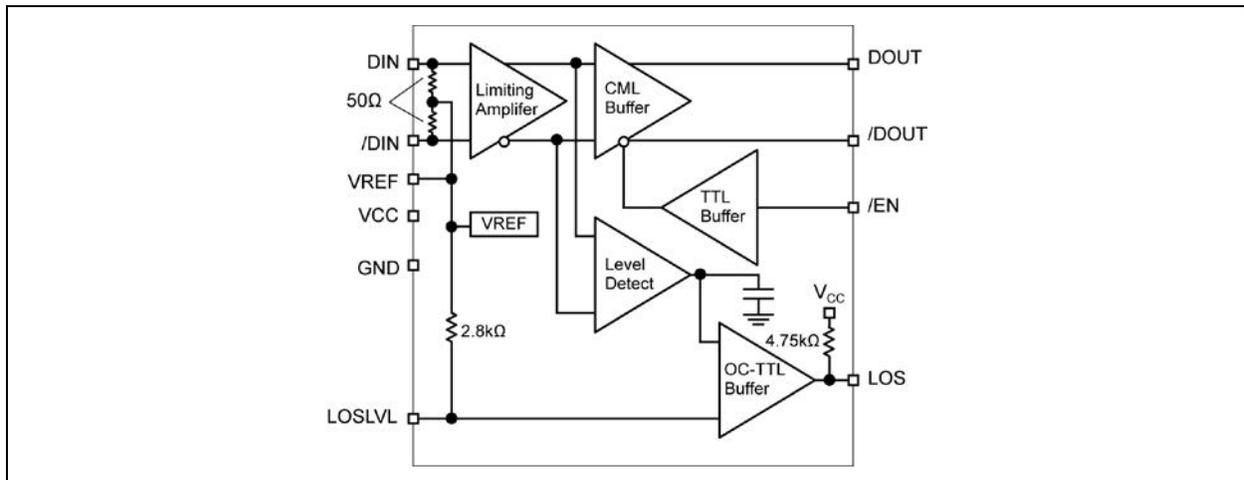 DIN
50Ω
/DIN
VREF
VCC
GND
LOSLVL
Limiting
Amplifer
CML
Buffer
VREF
2.8kΩ
Level
Detect
TTL
Buffer
OC-TTL
Buffer
VCC
4.75kΩ
DOUT
/DOUT
/EN
LOS